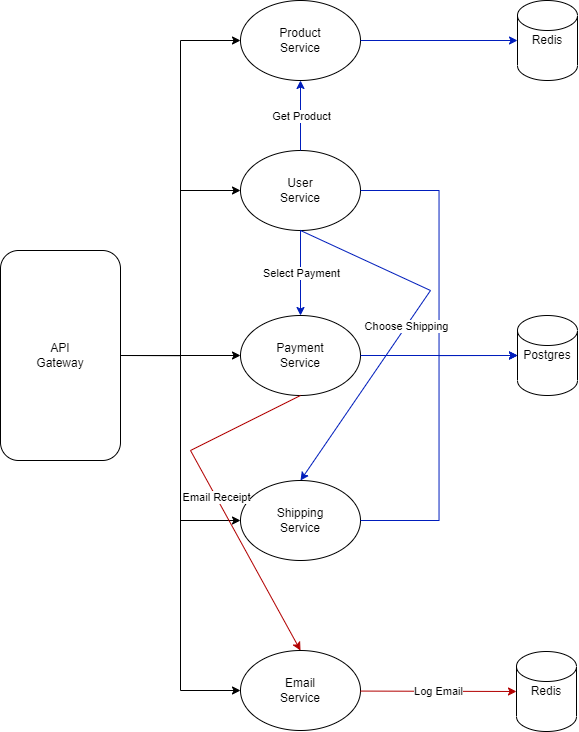 Product
Service
Redis
Get Product
User
Service
Select Payment
Choose Shipping
API
Gateway
Payment
Service
Postgres
Email Receipt
Shipping
Service
Email
Service
Log Email
Redis